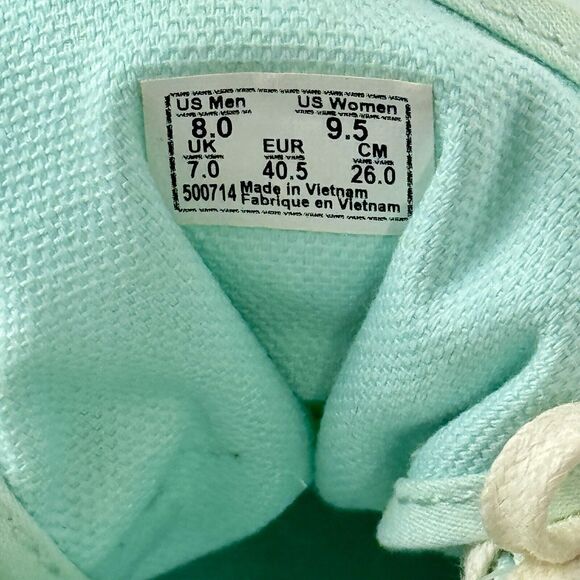 US Men US Women
8.0 9.5
UK EUR CM
7.0 40.5 26.0
500714 Made in Vietnam
Fabrique en Vietnam